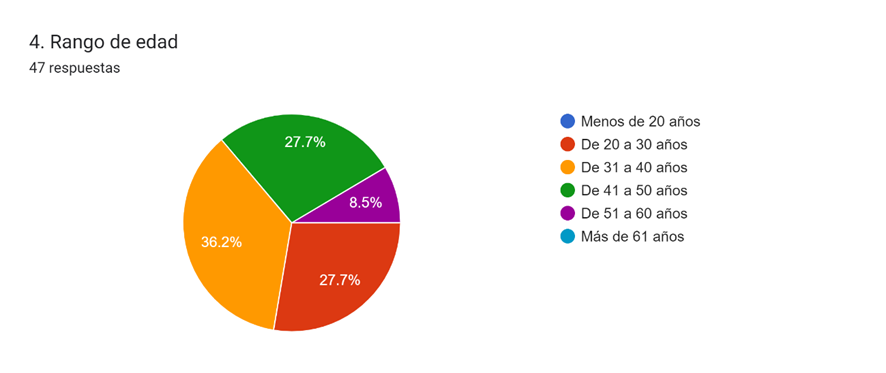 4. Rango de edad
47 respuestas
27.7%
8.5%
36.2%
27.7%
Menos de 20 años
De 20 a 30 años
De 31 a 40 años
De 41 a 50 años
De 51 a 60 años
Más de 61 años